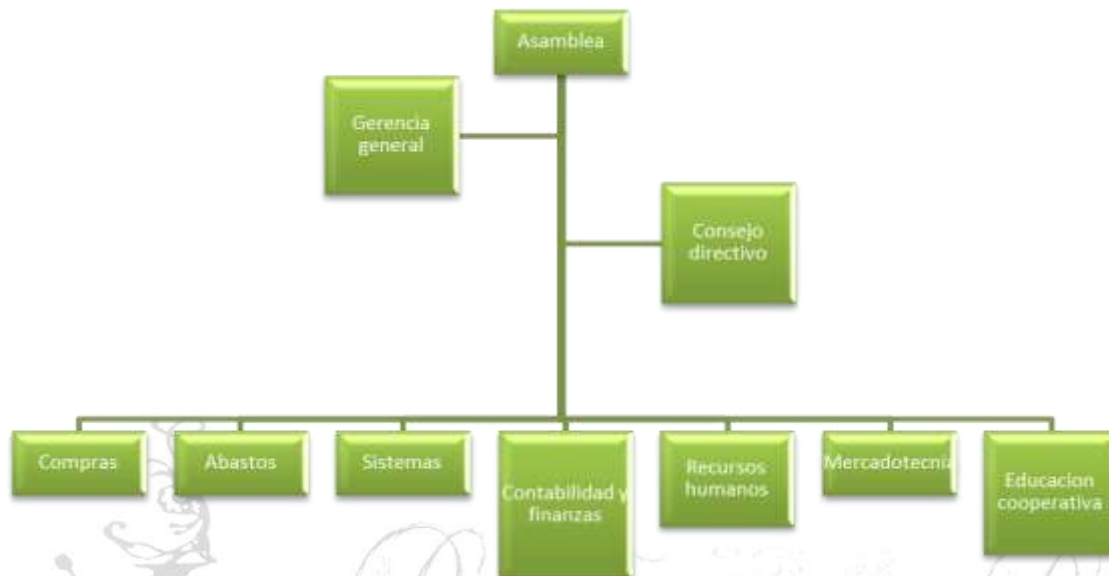 Asamblea
Gerencia
general
Consejo
directivo
Compras
Abastos
Sistemas
Contabilidad y
finanzas
Recursos
humanos
Mercadotecnia
Educacion
cooperativa